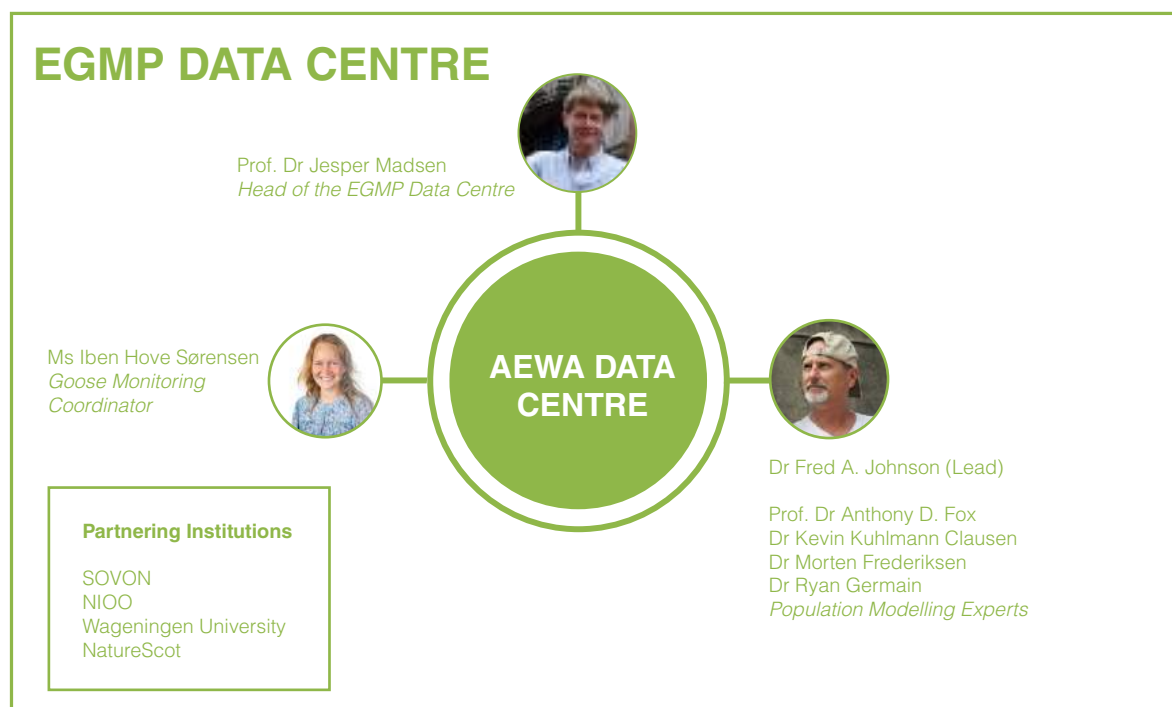 EGMP DATA CENTRE
Prof. Dr Jesper Madsen
Head of the EGMP Data Centre
Ms Iben Hove Sørensen
Goose Monitoring
Coordinator
AEWA DATA
CENTRE
Dr Fred A. Johnson (Lead)
Prof. Dr Anthony D. Fox
Dr Kevin Kuhlmann Clausen
Dr Morten Frederiksen
Dr Ryan Germain
Population Modelling Experts
Partnering Institutions
SOVON
NIOO
Wageningen University
NatureScot